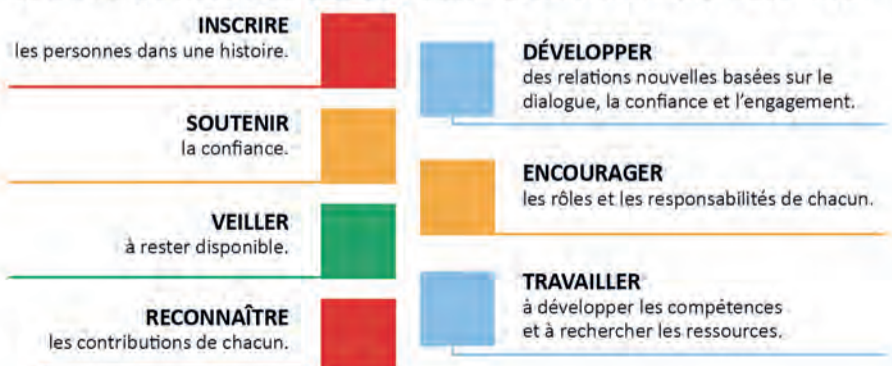 INSCRIRE
les personnes dans une histoire.
SOUTENIR
la confiance.
VEILLER
à rester disponible.
RECONNAÎTRE
les contributions de chacun.
DÉVELOPPER
des relations nouvelles basées sur le
dialogue, la confiance et l’engagement.
ENCOURAGER
les rôles et les responsabilités de chacun.
TRAVAILLER
à développer les compétences
et à rechercher les ressources.